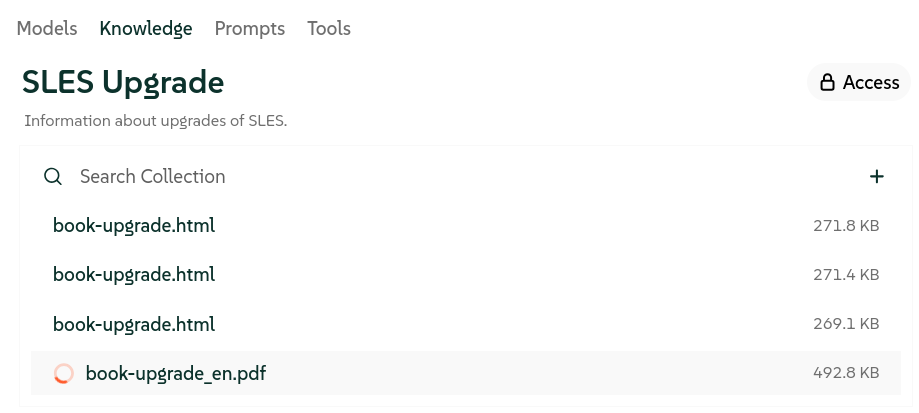 Models Knowledge Prompts Tools
SLES Upgrade
Access
Information about upgrades of SLES.
Search Collection +
book-upgrade.html 271.8 KB
book-upgrade.html 271.4 KB
book-upgrade.html 269.1 KB
book-upgrade_en.pdf 492.8 KB